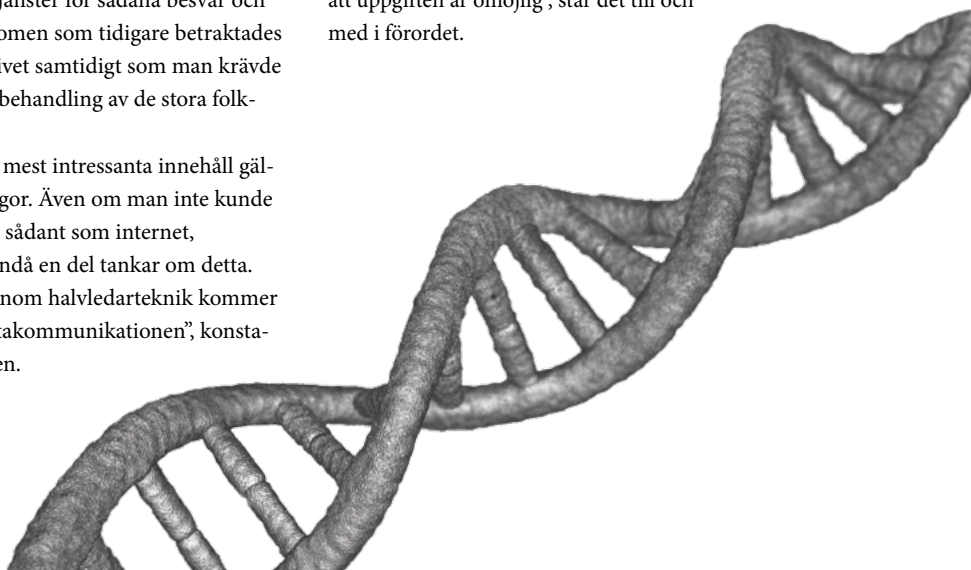 jänster för sådana besvär och
omen som tidigare betraktades
ivet samtidigt som man krävde
behandling av de stora folk-
mest intressanta innehåll gäl-
gor. Även om man inte kunde
sådant som internet,
ndå en del tankar om detta.
nom halvledarteknik kommer
takommunikationen”, konsta-
en.
att uppgiften är omöjlig”, står det till och
med i förordet.